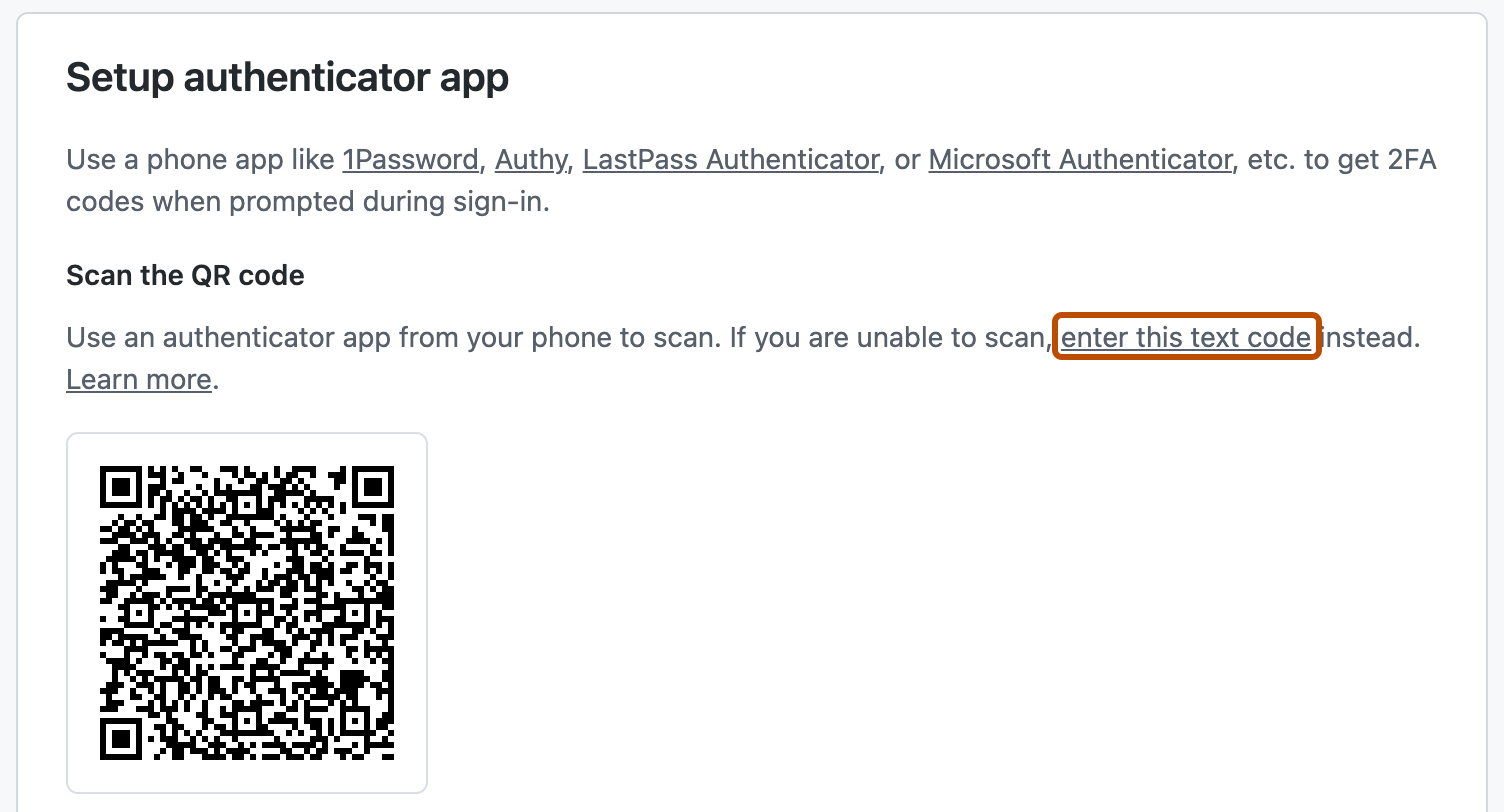 Setup authenticator app
Use a phone app like 1Password, Authy, LastPass Authenticator, or Microsoft Authenticator, etc. to get 2FA
codes when prompted during sign-in.
Scan the QR code
Use an authenticator app from your phone to scan. If you are unable to scan, enter this text code instead.
Learn more.